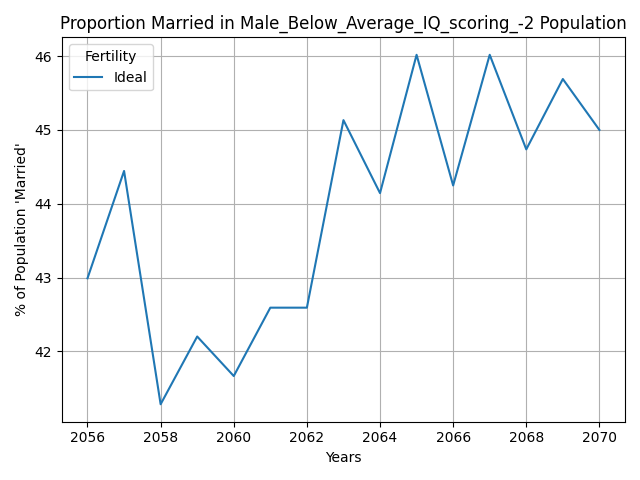 Proportion Married in Male_Below_Average_IQ_scoring_-2 Population
Fertility
Ideal
% of Population 'Married'
46
45
44
43
42
2056 2058 2060 2062 2064 2066 2068 2070
Years